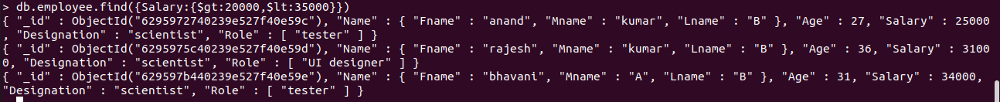 > db.employee.find({Salary:{$gt:20000,$lt:35000}})
{ "_id" : ObjectId("6295972740239e527f40e59c"), "Name" : { "Fname" : "anand", "Mname" : "kumar", "Lname" : "B" }, "Age" : 27, "Salary" : 25000
, "Designation" : "scientist", "Role" : [ "tester" ] }
{ "_id" : ObjectId("6295975c40239e527f40e59d"), "Name" : { "Fname" : "rajesh", "Mname" : "kumar", "Lname" : "B" }, "Age" : 36, "Salary" : 3100
0, "Designation" : "scientist", "Role" : [ "UI designer" ] }
{ "_id" : ObjectId("629597b440239e527f40e59e"), "Name" : { "Fname" : "bhavani", "Mname" : "A", "Lname" : "B" }, "Age" : 31, "Salary" : 34000,
"Designation" : "scientist", "Role" : [ "tester" ] }